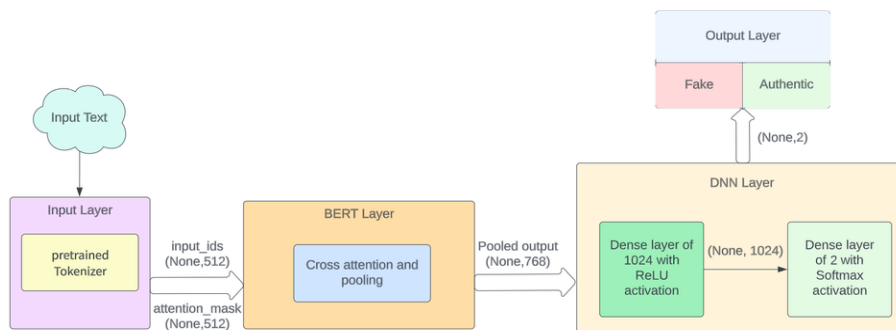 Input Text
Input Layer
pretrained
Tokenizer
input_ids
(None,512)
attention_mask
(None,512)
BERT Layer
Cross attention and
pooling
Pooled output
(None,768)
DNN Layer
Dense layer of
1024 with
ReLU
activation
(None, 1024)
Dense layer
of 2 with
Softmax
activation
(None,2)
Output Layer
Fake
Authentic